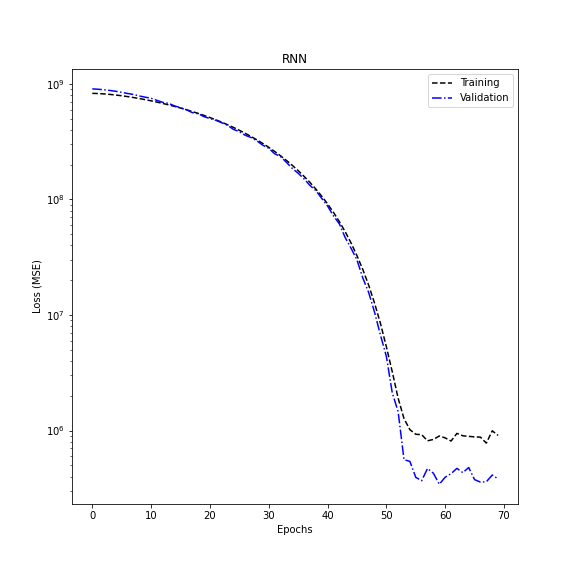 RNN
Training
Validation
Loss (MSE)
10⁹
10⁸
10⁷
10⁶
0 10 20 30 40 50 60 70
Epochs